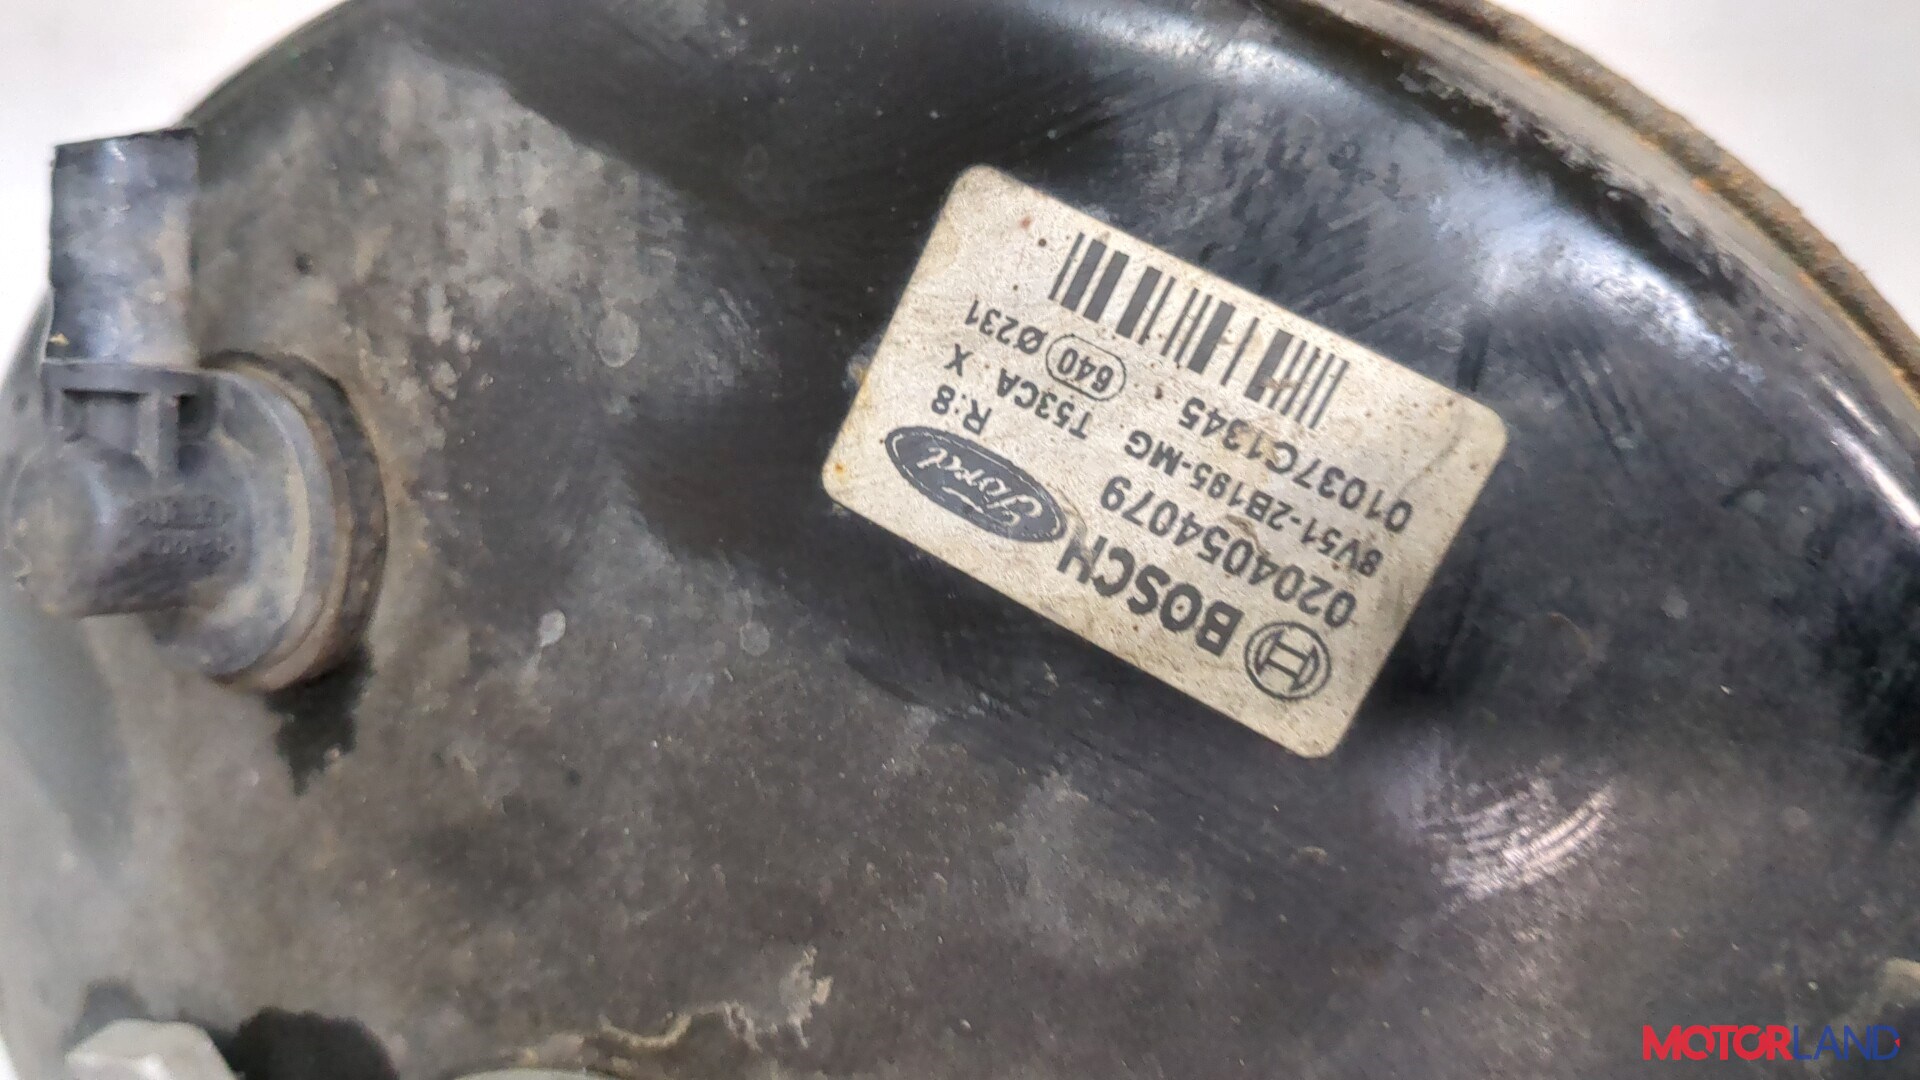 BOSCH Ford
0204054079 R:8
8V51-2B195-MG T53CA X
01037C1345 640 Ø231
MOTORLAND